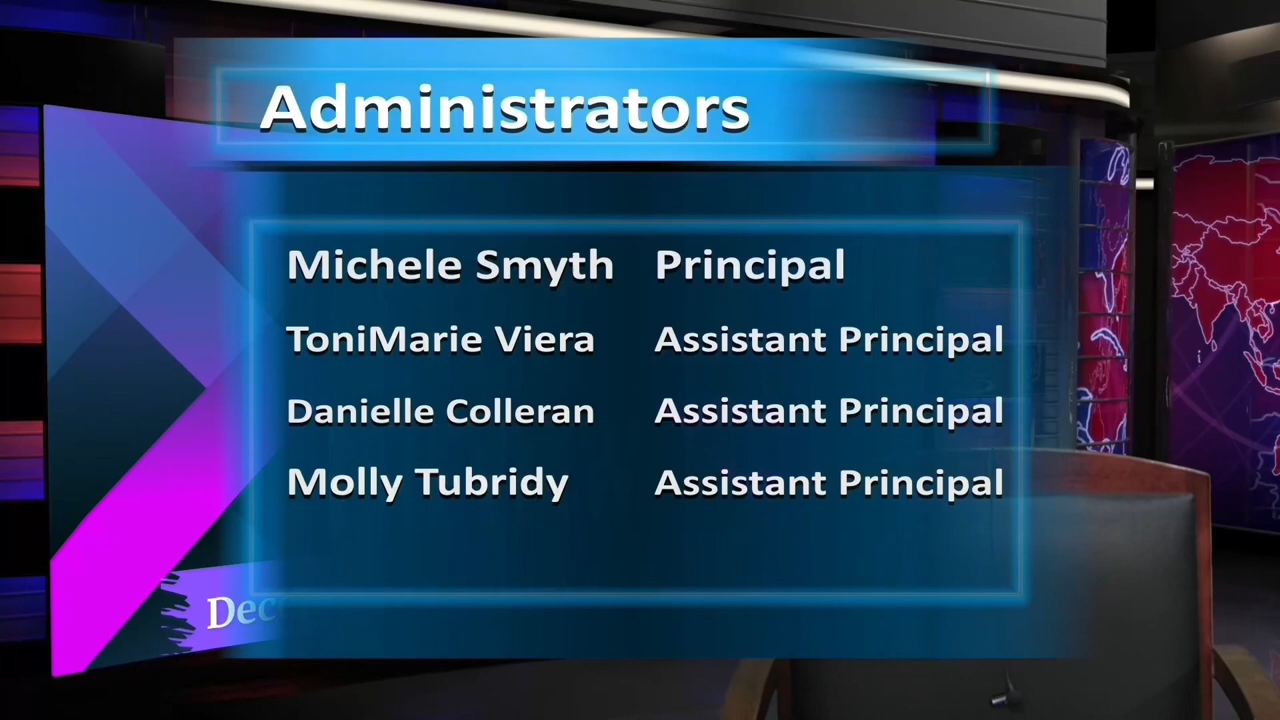 Administrators
Michele Smyth Principal
ToniMarie Viera Assistant Principal
Danielle Colleran Assistant Principal
Molly Tubridy Assistant Principal